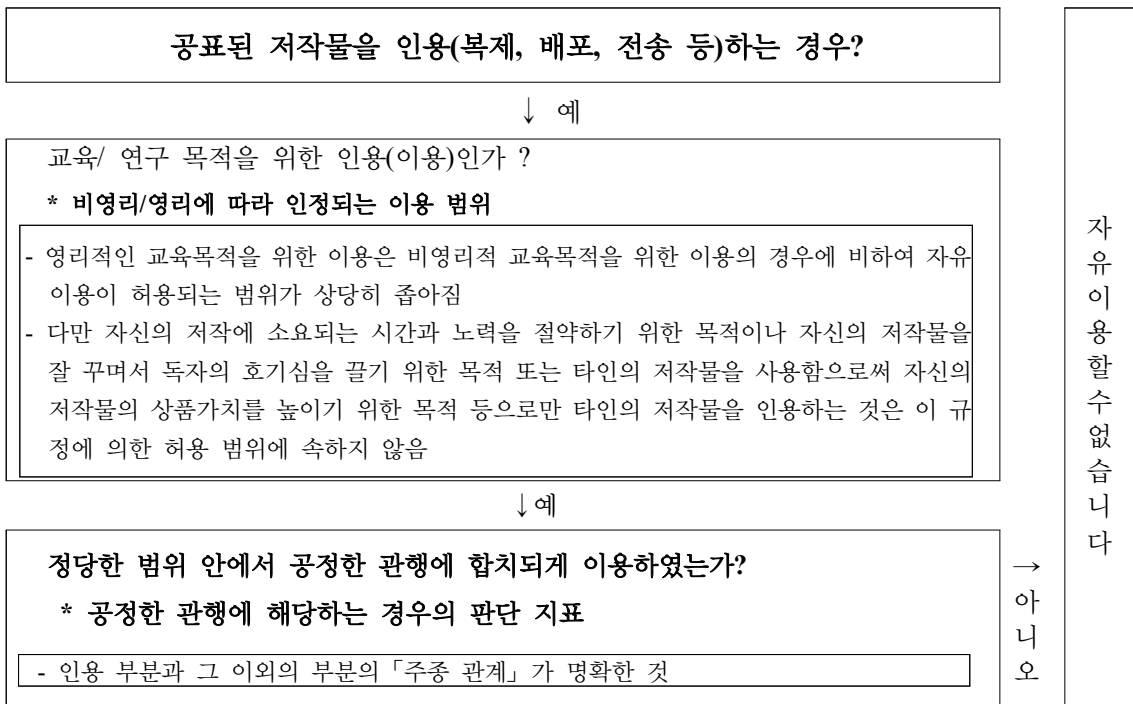 공표된 저작물을 인용(복제, 배포, 전송 등)하는 경우?
↓ 예
교육/ 연구 목적을 위한 인용(이용)인가 ?
* 비영리/영리에 따라 인정되는 이용 범위
- 영리적인 교육목적을 위한 이용은 비영리적 교육목적을 위한 이용의 경우에 비하여 자유
이용이 허용되는 범위가 상당히 좁아짐
- 다만 자신의 저작에 소요되는 시간과 노력을 절약하기 위한 목적이나 자신의 저작물을
잘 꾸며서 독자의 호기심을 끌기 위한 목적 또는 타인의 저작물을 사용함으로써 자신의
저작물의 상품가치를 높이기 위한 목적 등으로만 타인의 저작물을 인용하는 것은 이 규
정에 의한 허용 범위에 속하지 않음
↓예
정당한 범위 안에서 공정한 관행에 합치되게 이용하였는가?
* 공정한 관행에 해당하는 경우의 판단 지표
- 인용 부분과 그 이외의 부분의「주종 관계」가 명확한 것
→
아
니
오
자
유
이
용
할
수
없
습
니
다